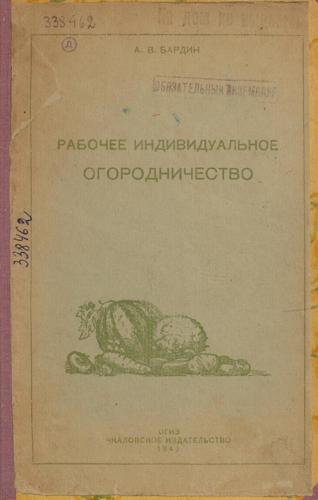 338462
Д
А. В. БАРДИН
ОБЯЗАТЕЛЬНЫЙ ЭКЗЕМПЛЯР
РАБОЧЕЕ ИНДИВИДУАЛЬНОЕ
ОГОРОДНИЧЕСТВО
338462
ОГИЗ
ЧКАЛОВСКОЕ ИЗДАТЕЛЬСТВО